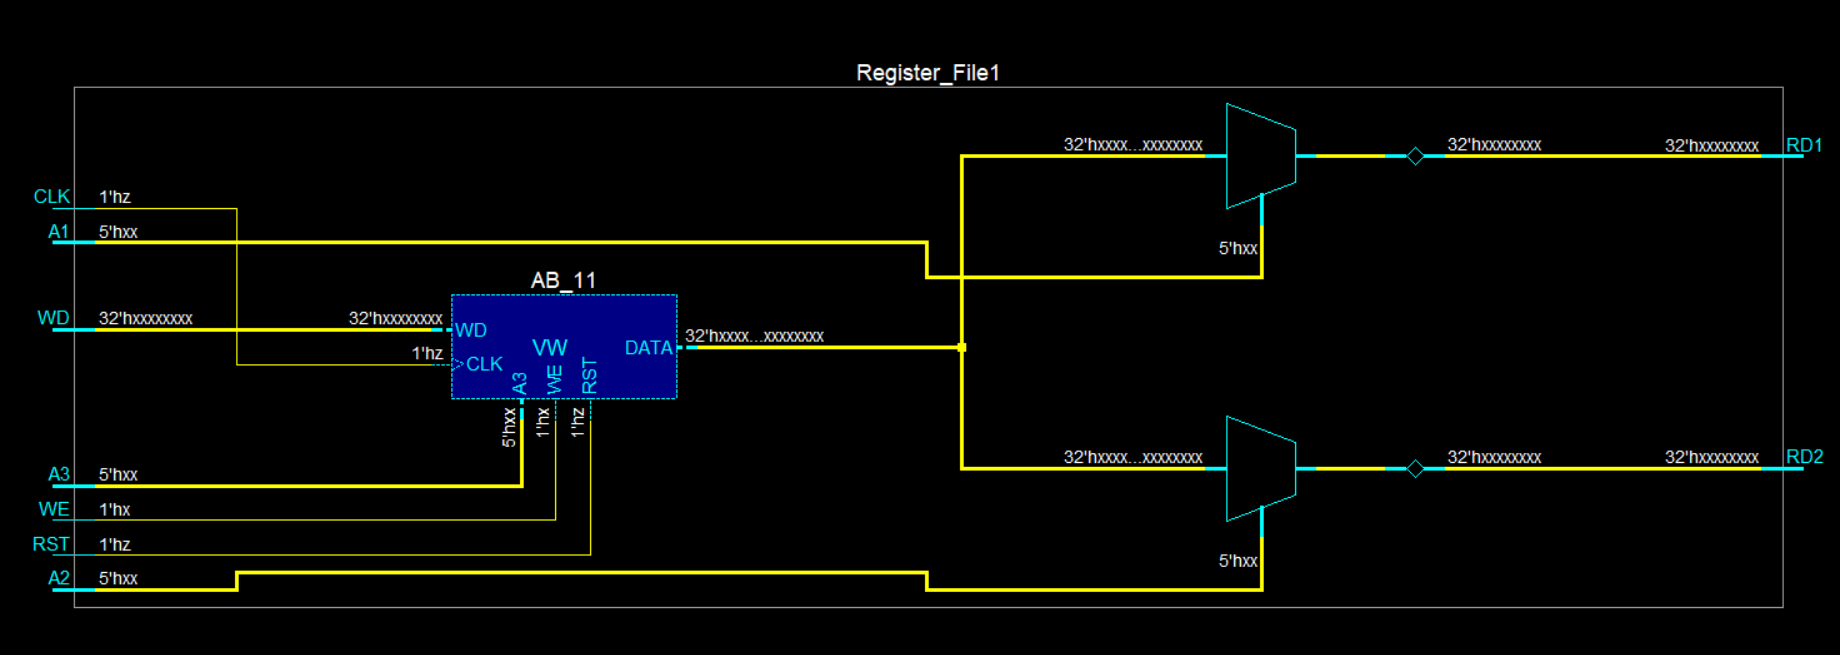 Register_File1
32'hxxxx...xxxxxxxx
32'hxxxxxxxx
32'hxxxxxxxx
RD1
CLK
1'hz
A1
5'hxx
5'hxx
AB_11
WD
32'hxxxxxxxx
32'hxxxxxxxx
WD
VW
DATA
32'hxxxx...xxxxxxxx
1'hz
CLK
A3
WE
RST
5'hxx
1'hx
1'hz
32'hxxxx...xxxxxxxx
32'hxxxxxxxx
32'hxxxxxxxx
RD2
A3
5'hxx
WE
1'hx
RST
1'hz
5'hxx
A2
5'hxx